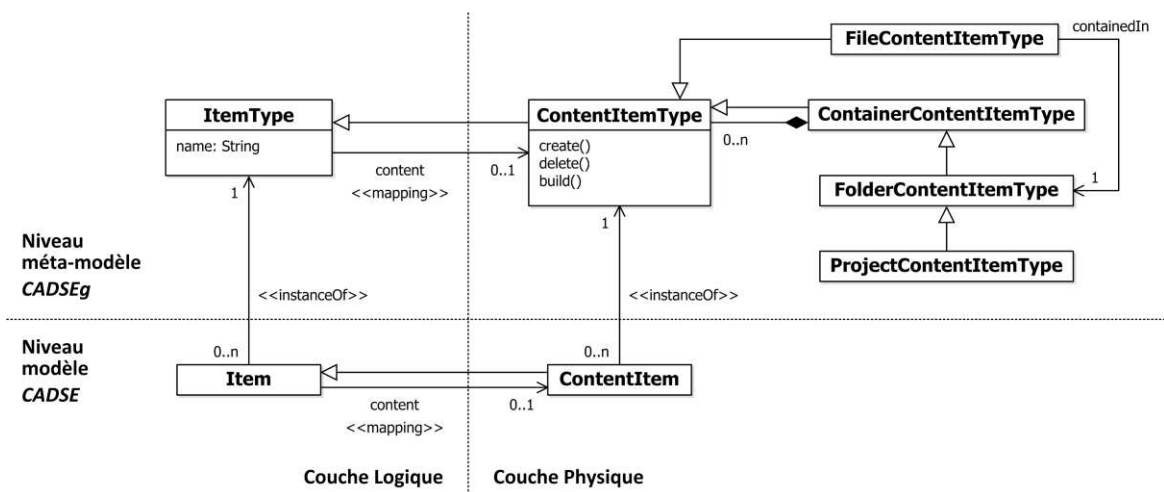 FileContentItemType
containedIn
ItemType
name: String
ContentItemType
create()
delete()
build()
ContainerContentItemType
0..n
content
<<mapping>>
0..1
1
1
FolderContentItemType
1
ProjectContentItemType
Niveau
méta-modèle
CADSEg
<<instanceOf>>
<<instanceOf>>
Niveau
modèle
CADSE
0..n
0..n
Item
ContentItem
content
<<mapping>>
0..1
Couche Logique
Couche Physique